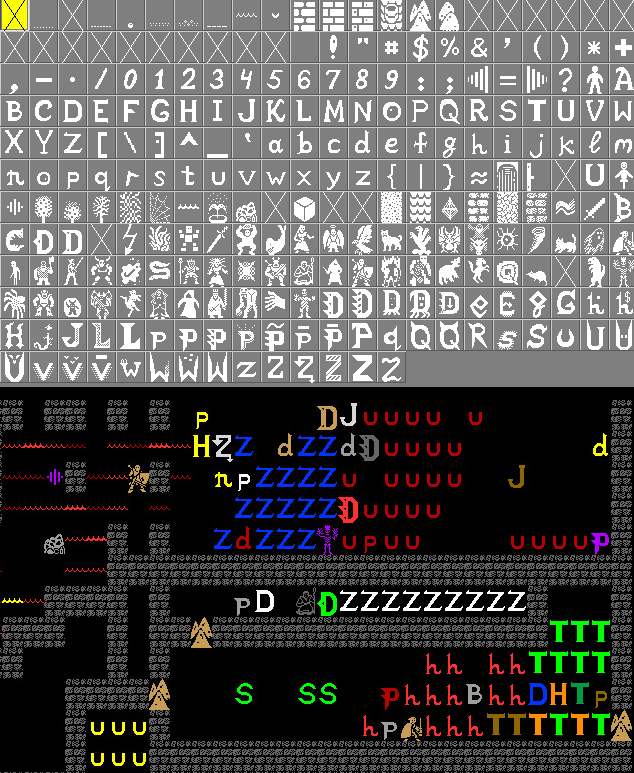 ! " # $ % & ' ( ) * +
, - . / 0 1 2 3 4 5 6 7 8 9 : ; = ? A
B C D E F G H I J K L M N O P Q R S T U V W
X Y Z [ \ ] ^ _ ` a b c d e f g h i j k l m
n o p q r s t u v w x y z { | } ≈ U
≈ ≈ ≈ B
C D D
Q
D D D D D e E G h h
H J J L L p p p p p̃ p̄ p̄ P q Q Q R s S U U U
U v v v w W W z Z Z Z Z z̃
P D J U U U U U
H Z Z d Z Z d D U U U U d
n p Z Z Z Z U U U U U J
Z Z Z Z Z D U U U U
Z d Z Z Z U P U U U U U U P
p D D Z Z Z Z Z Z Z Z Z
T T T
h h h h T T T T
S S S p h h h B h h D H T P
h P h h h T T T T T T
U U U
U U U